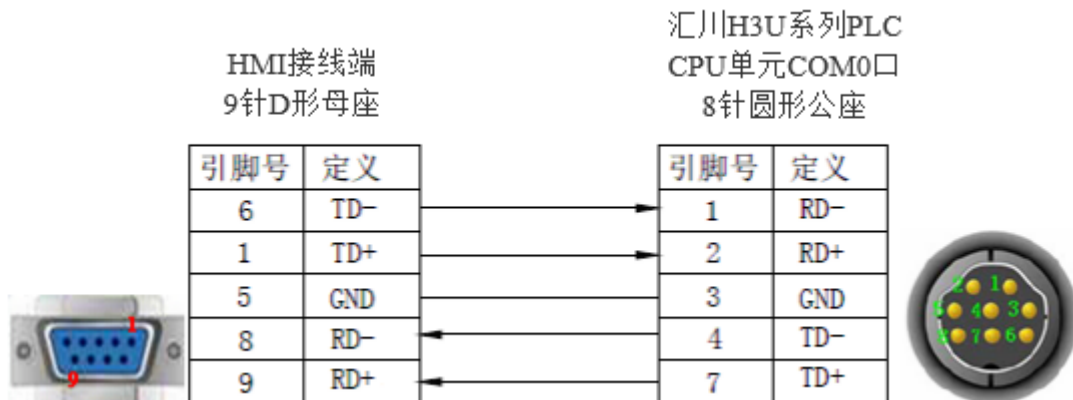 HMI接线端
9针D形母座
汇川H3U系列PLC
CPU单元COM0口
8针圆形公座
引脚号 定义
6 TD-
1 TD+
5 GND
8 RD-
9 RD+
引脚号 定义
1 RD-
2 RD+
3 GND
4 TD-
7 TD+
1
9
2 1
5 4 3
8 7 6